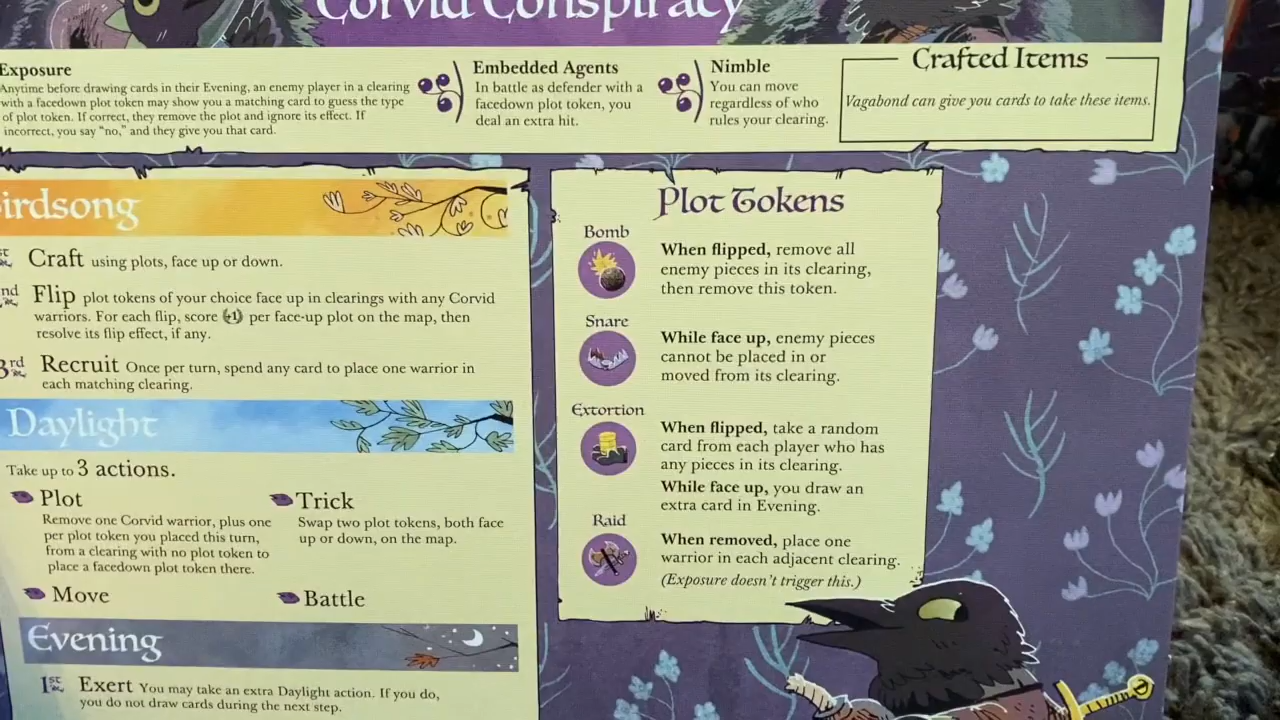 Corvid Conspiracy
Exposure
Anytime before drawing cards in their Evening, an enemy player in a clearing
with a facedown plot token may show you a matching card to guess the type
of plot token. If correct, they remove the plot and ignore its effect. If
incorrect, you say “no,” and they give you that card.
Embedded Agents
In battle as defender with a
facedown plot token, you
deal an extra hit.
Nimble
You can move
regardless of who
rules your clearing.
Crafted Items
Vagabond can give you cards to take these items.
Birdsong
1st Craft using plots, face up or down.
2nd Flip plot tokens of your choice face up in clearings with any Corvid
warriors. For each flip, score +1 per face-up plot on the map, then
resolve its flip effect, if any.
3rd Recruit Once per turn, spend any card to place one warrior in
each matching clearing.
Daylight
Take up to 3 actions.
Plot
Remove one Corvid warrior, plus one
per plot token you placed this turn,
from a clearing with no plot token to
place a facedown plot token there.
Trick
Swap two plot tokens, both face
up or down, on the map.
Move
Battle
Evening
1st Exert You may take an extra Daylight action. If you do,
you do not draw cards during the next step.
Plot Tokens
Bomb
When flipped, remove all
enemy pieces in its clearing,
then remove this token.
Snare
While face up, enemy pieces
cannot be placed in or
moved from its clearing.
Extortion
When flipped, take a random
card from each player who has
any pieces in its clearing.
While face up, you draw an
extra card in Evening.
Raid
When removed, place one
warrior in each adjacent clearing.
(Exposure doesn’t trigger this.)